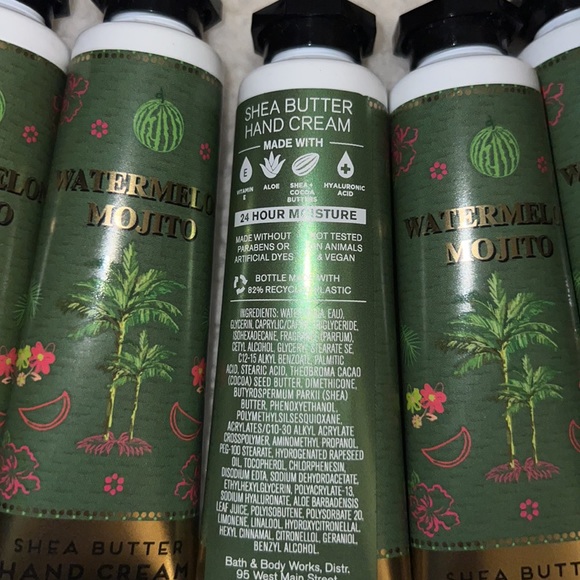 WATERMELO
MOJITO
SHEA BUTTER
HAND CREAM
SHEA BUTTER
HAND CREAM
MADE WITH
E
VITAMIN
E
ALOE
SHEA +
COCOA
BUTTERS
HYALURONIC
ACID
24 HOUR MOISTURE
MADE WITHOUT
PARABENS OR
ARTIFICIAL DYES
NOT TESTED
ON ANIMALS
& VEGAN
BOTTLE MADE WITH
82% RECYCLED PLASTIC
INGREDIENTS: WATER (AQUA, EAU),
GLYCERIN, CAPRYLIC/CAPRIC TRIGLYCERIDE,
ISOHEXADECANE, FRAGRANCE (PARFUM),
CETYL ALCOHOL, GLYCERYL STEARATE SE,
C12-15 ALKYL BENZOATE, PALMITIC
ACID, STEARIC ACID, THEOBROMA CACAO
(COCOA) SEED BUTTER, DIMETHICONE,
BUTYROSPERMUM PARKII (SHEA)
BUTTER, PHENOXYETHANOL,
POLYMETHYLSILSESQUIOXANE,
ACRYLATES/C10-30 ALKYL ACRYLATE
CROSSPOLYMER, AMINOMETHYL PROPANOL,
PEG-100 STEARATE, HYDROGENATED RAPESEED
OIL, TOCOPHEROL, CHLORPHENESIN,
DISODIUM EDTA, SODIUM DEHYDROACETATE,
ETHYLHEXYLGLYCERIN, POLYACRYLATE-13,
SODIUM HYALURONATE, ALOE BARBADENSIS
LEAF JUICE, POLYISOBUTENE, POLYSORBATE 20,
LIMONENE, LINALOOL, HYDROXYCITRONELLAL,
HEXYL CINNAMAL, CITRONELLOL, GERANIOL,
BENZYL ALCOHOL.
Bath & Body Works, Distr.
95 West Main Street
WATERMELO
MOJITO
SHEA BUTTER
HAND CREAM